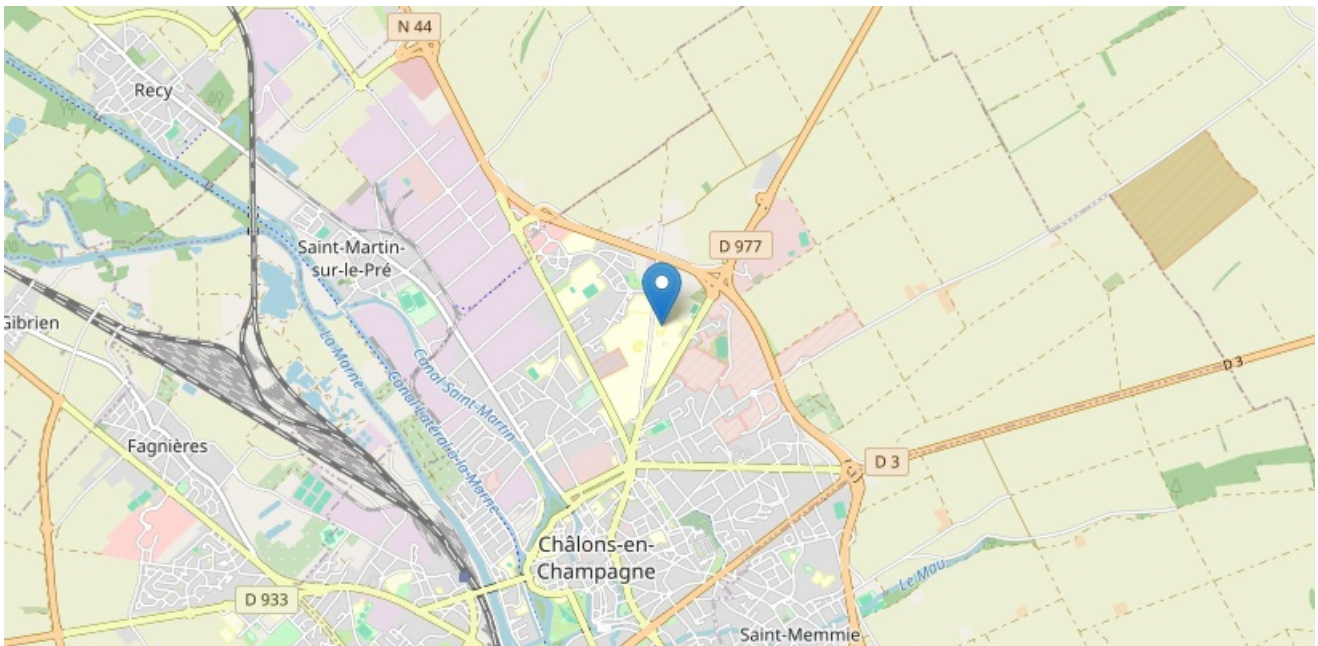 N 44
Recy
D 977
Saint-Martin-
sur-le-Pré
Gibrien
La Marne
Canal Saint-Martin
Canal Latéral à la Marne
D 3
Fagnières
D 3
Châlons-en-
Champagne
Le Mau
D 933
Saint-Memmie